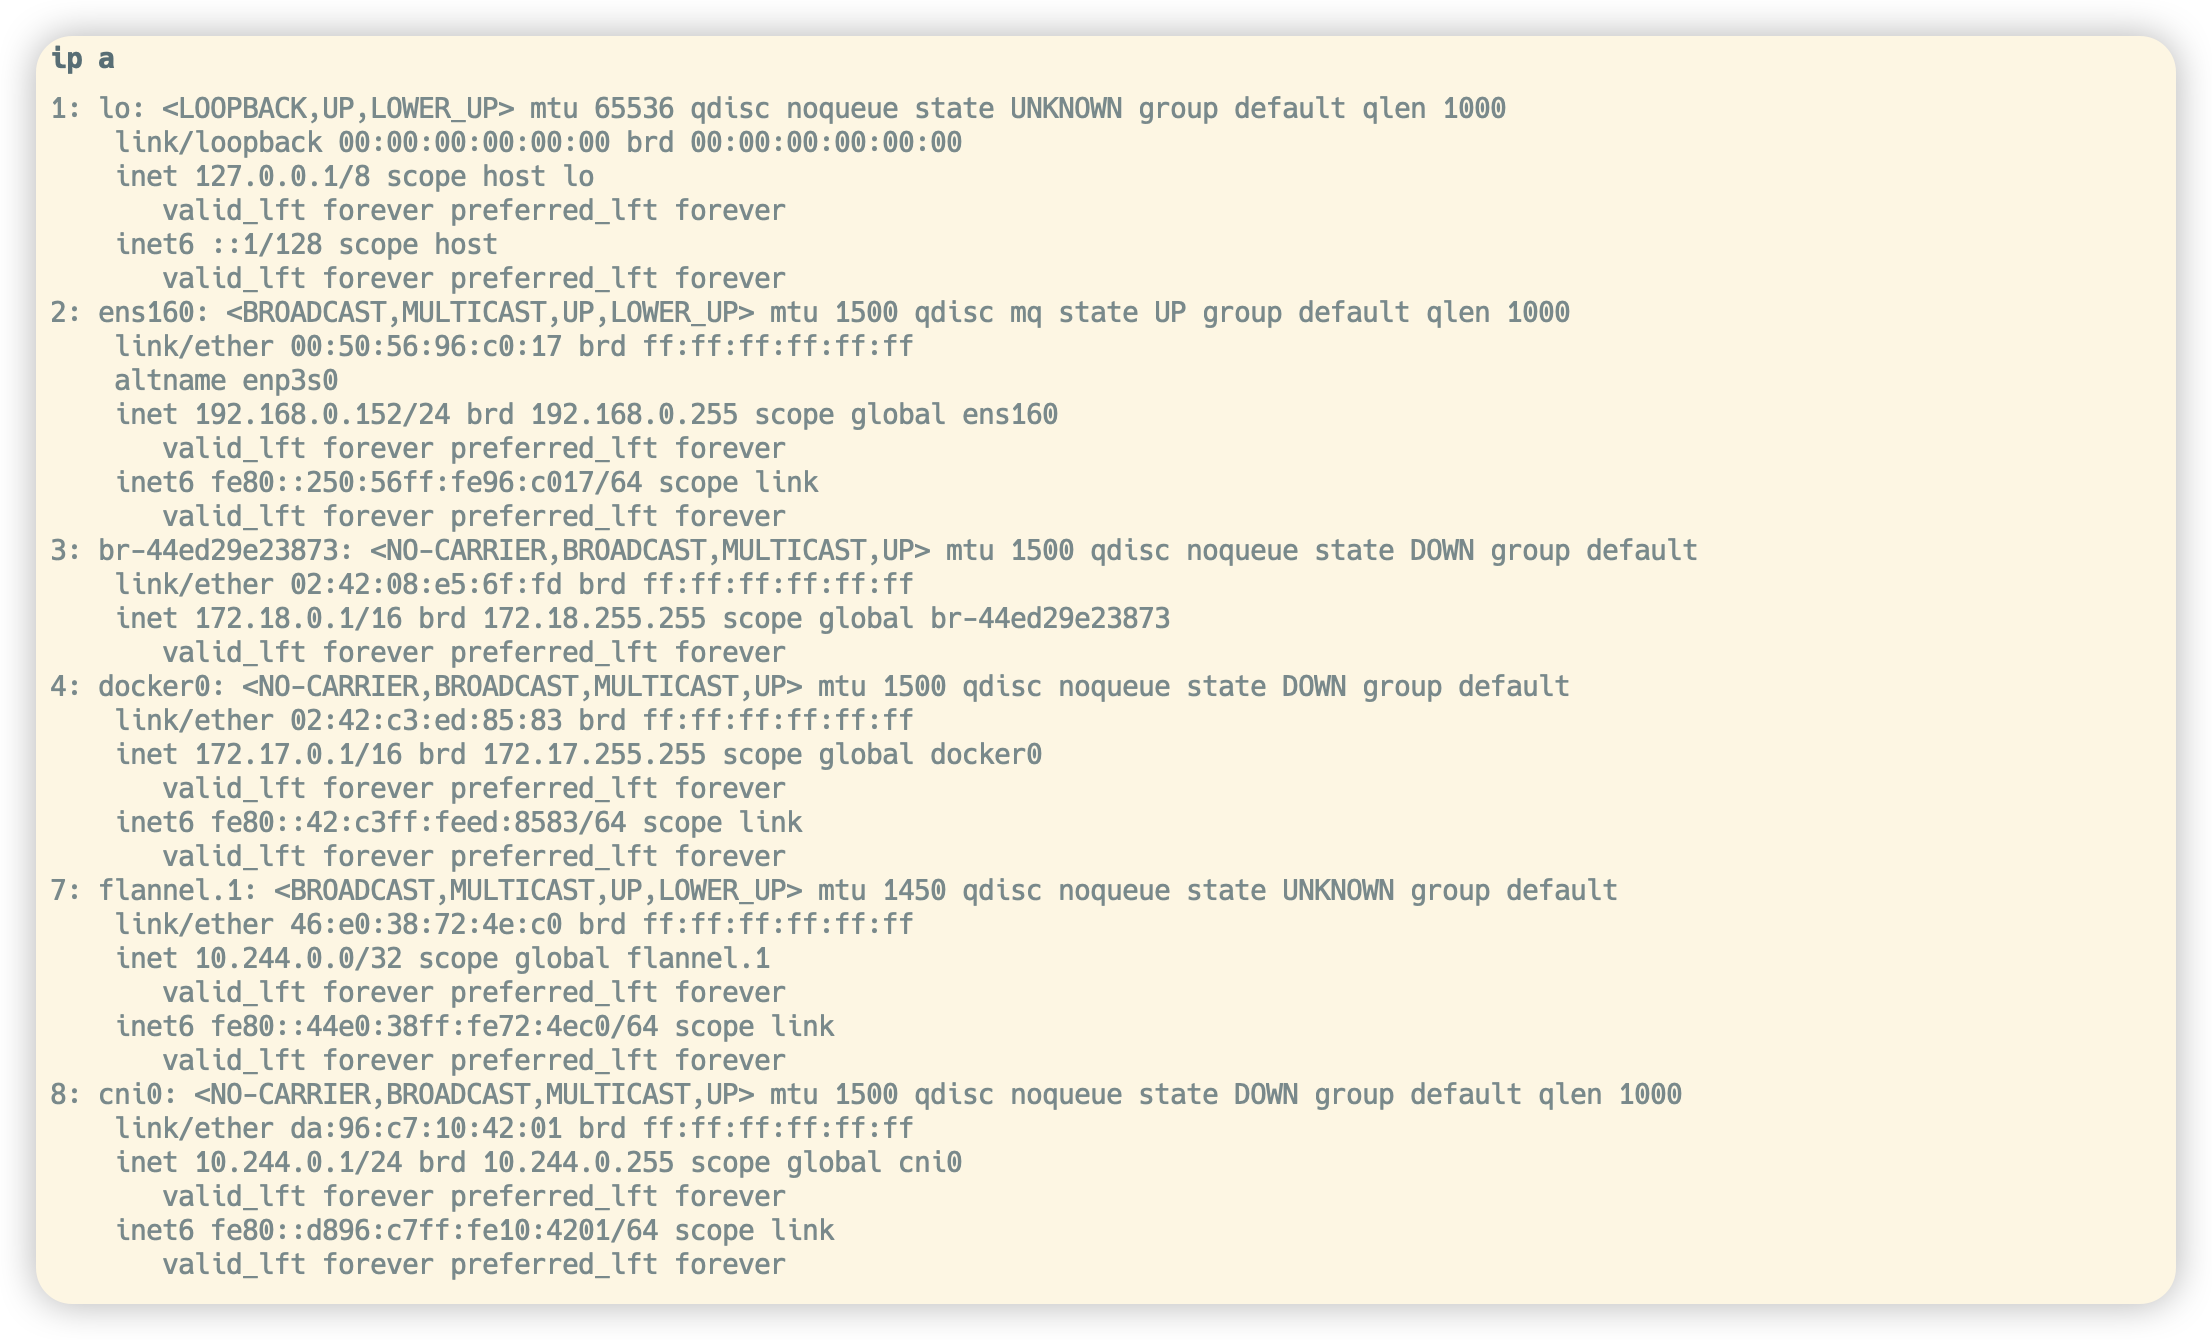 ip a
1: lo: <LOOPBACK,UP,LOWER_UP> mtu 65536 qdisc noqueue state UNKNOWN group default qlen 1000
    link/loopback 00:00:00:00:00:00 brd 00:00:00:00:00:00
    inet 127.0.0.1/8 scope host lo
       valid_lft forever preferred_lft forever
    inet6 ::1/128 scope host
       valid_lft forever preferred_lft forever
2: ens160: <BROADCAST,MULTICAST,UP,LOWER_UP> mtu 1500 qdisc mq state UP group default qlen 1000
    link/ether 00:50:56:96:c0:17 brd ff:ff:ff:ff:ff:ff
    altname enp3s0
    inet 192.168.0.152/24 brd 192.168.0.255 scope global ens160
       valid_lft forever preferred_lft forever
    inet6 fe80::250:56ff:fe96:c017/64 scope link
       valid_lft forever preferred_lft forever
3: br-44ed29e23873: <NO-CARRIER,BROADCAST,MULTICAST,UP> mtu 1500 qdisc noqueue state DOWN group default
    link/ether 02:42:08:e5:6f:fd brd ff:ff:ff:ff:ff:ff
    inet 172.18.0.1/16 brd 172.18.255.255 scope global br-44ed29e23873
       valid_lft forever preferred_lft forever
4: docker0: <NO-CARRIER,BROADCAST,MULTICAST,UP> mtu 1500 qdisc noqueue state DOWN group default
    link/ether 02:42:c3:ed:85:83 brd ff:ff:ff:ff:ff:ff
    inet 172.17.0.1/16 brd 172.17.255.255 scope global docker0
       valid_lft forever preferred_lft forever
    inet6 fe80::42:c3ff:feed:8583/64 scope link
       valid_lft forever preferred_lft forever
7: flannel.1: <BROADCAST,MULTICAST,UP,LOWER_UP> mtu 1450 qdisc noqueue state UNKNOWN group default
    link/ether 46:e0:38:72:4e:c0 brd ff:ff:ff:ff:ff:ff
    inet 10.244.0.0/32 scope global flannel.1
       valid_lft forever preferred_lft forever
    inet6 fe80::44e0:38ff:fe72:4ec0/64 scope link
       valid_lft forever preferred_lft forever
8: cni0: <NO-CARRIER,BROADCAST,MULTICAST,UP> mtu 1500 qdisc noqueue state DOWN group default qlen 1000
    link/ether da:96:c7:10:42:01 brd ff:ff:ff:ff:ff:ff
    inet 10.244.0.1/24 brd 10.244.0.255 scope global cni0
       valid_lft forever preferred_lft forever
    inet6 fe80::d896:c7ff:fe10:4201/64 scope link
       valid_lft forever preferred_lft forever